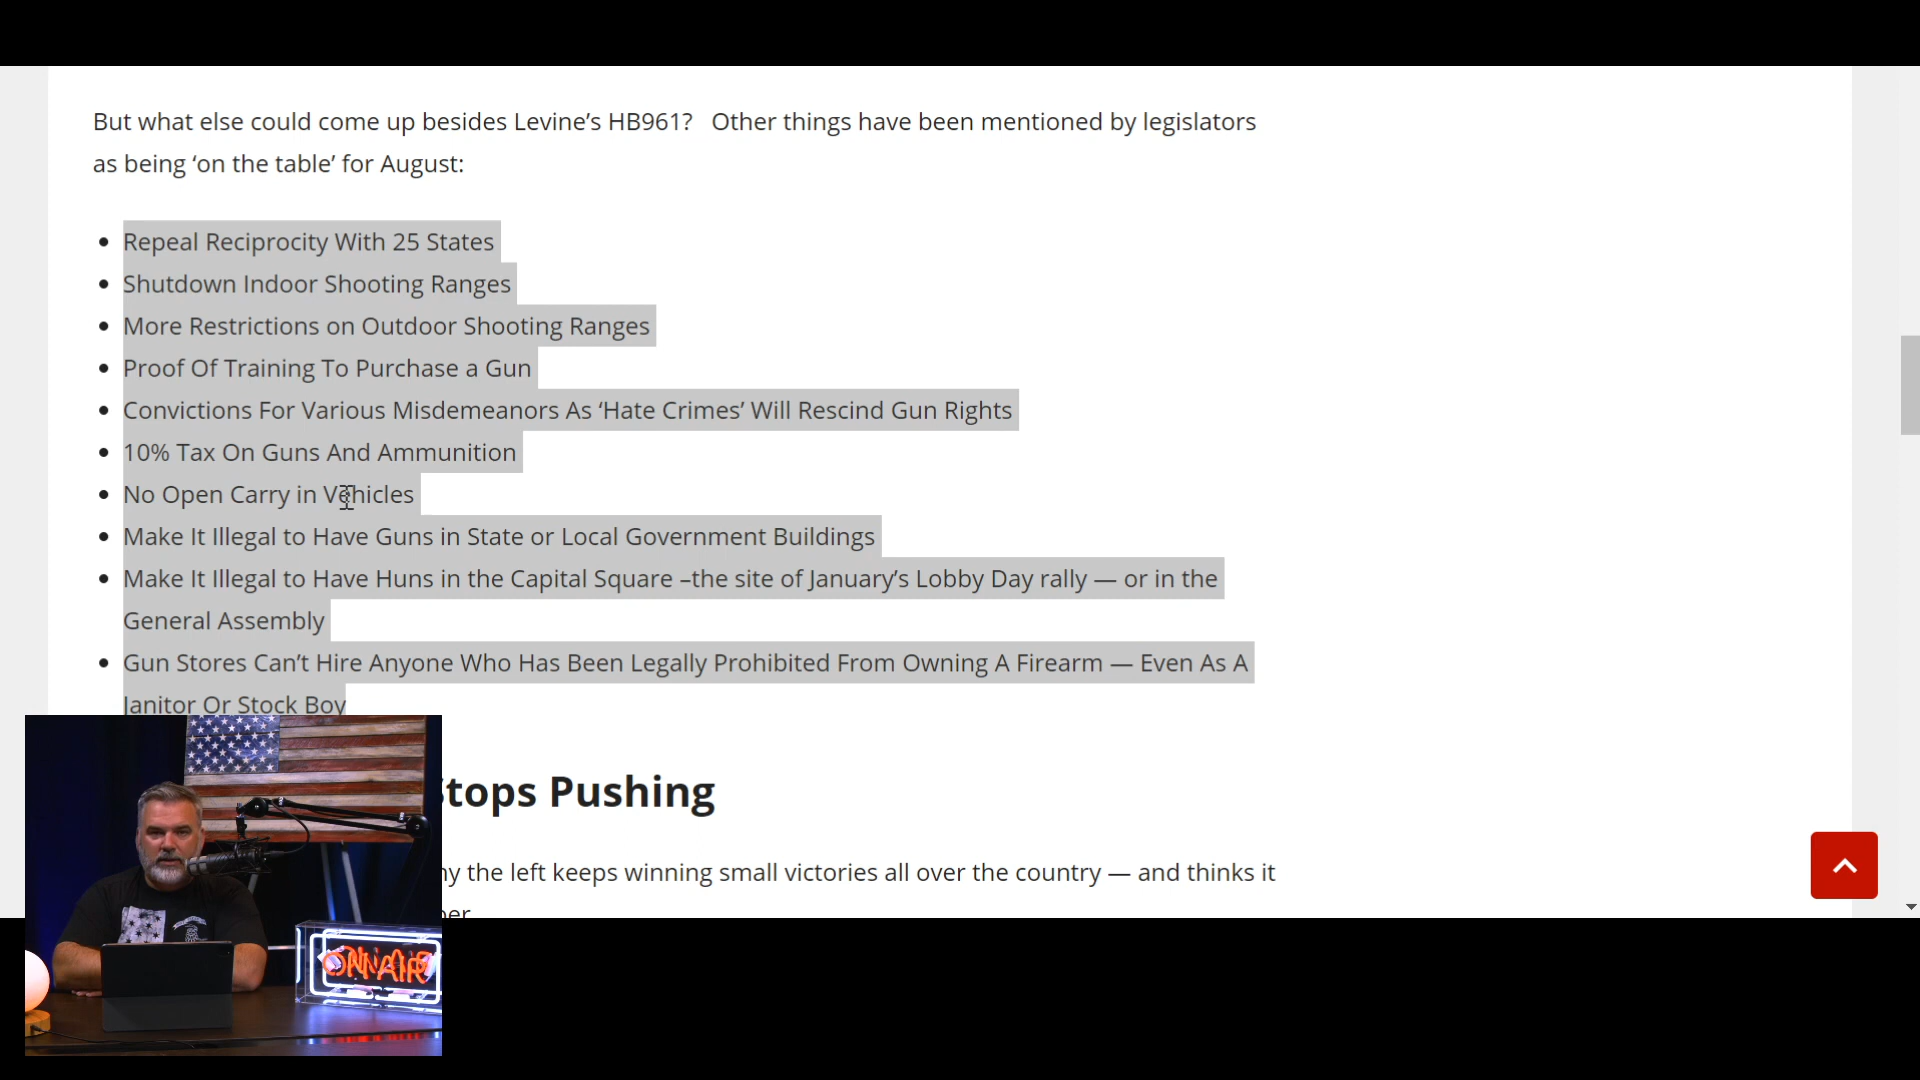 But what else could come up besides Levine’s HB961?   Other things have been mentioned by legislators
as being ‘on the table’ for August:
Repeal Reciprocity With 25 States
Shutdown Indoor Shooting Ranges
More Restrictions on Outdoor Shooting Ranges
Proof Of Training To Purchase a Gun
Convictions For Various Misdemeanors As ‘Hate Crimes’ Will Rescind Gun Rights
10% Tax On Guns And Ammunition
No Open Carry in Vehicles
Make It Illegal to Have Guns in State or Local Government Buildings
Make It Illegal to Have Huns in the Capital Square –the site of January’s Lobby Day rally — or in the
General Assembly
Gun Stores Can’t Hire Anyone Who Has Been Legally Prohibited From Owning A Firearm — Even As A
Janitor Or Stock Boy
Stops Pushing
the left keeps winning small victories all over the country — and thinks it
ON AIR